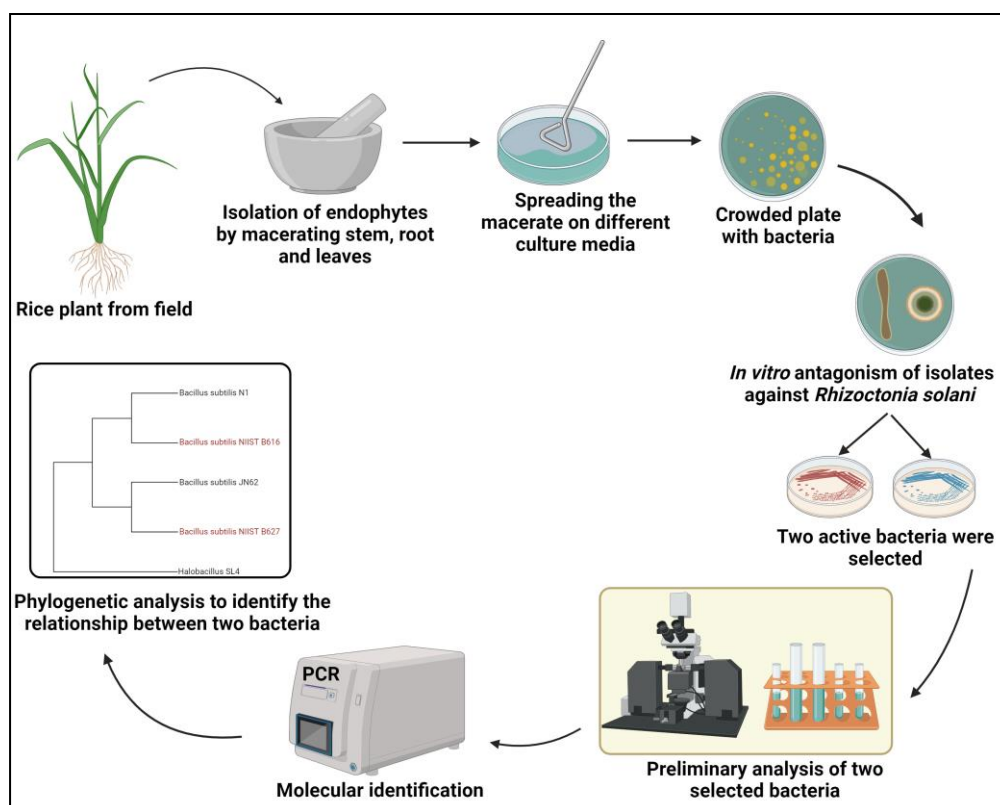 Rice plant from field
Isolation of endophytes
by macerating stem, root
and leaves
Spreading the
macerate on different
culture media
Crowded plate
with bacteria
In vitro antagonism of isolates
against Rhizoctonia solani
Two active bacteria were
selected
Preliminary analysis of two
selected bacteria
PCR
Molecular identification
Bacillus subtilis N1
Bacillus subtilis NIIST B616
Bacillus subtilis JN62
Bacillus subtilis NIIST B627
Halobacillus SL4
Phylogenetic analysis to identify the
relationship between two bacteria